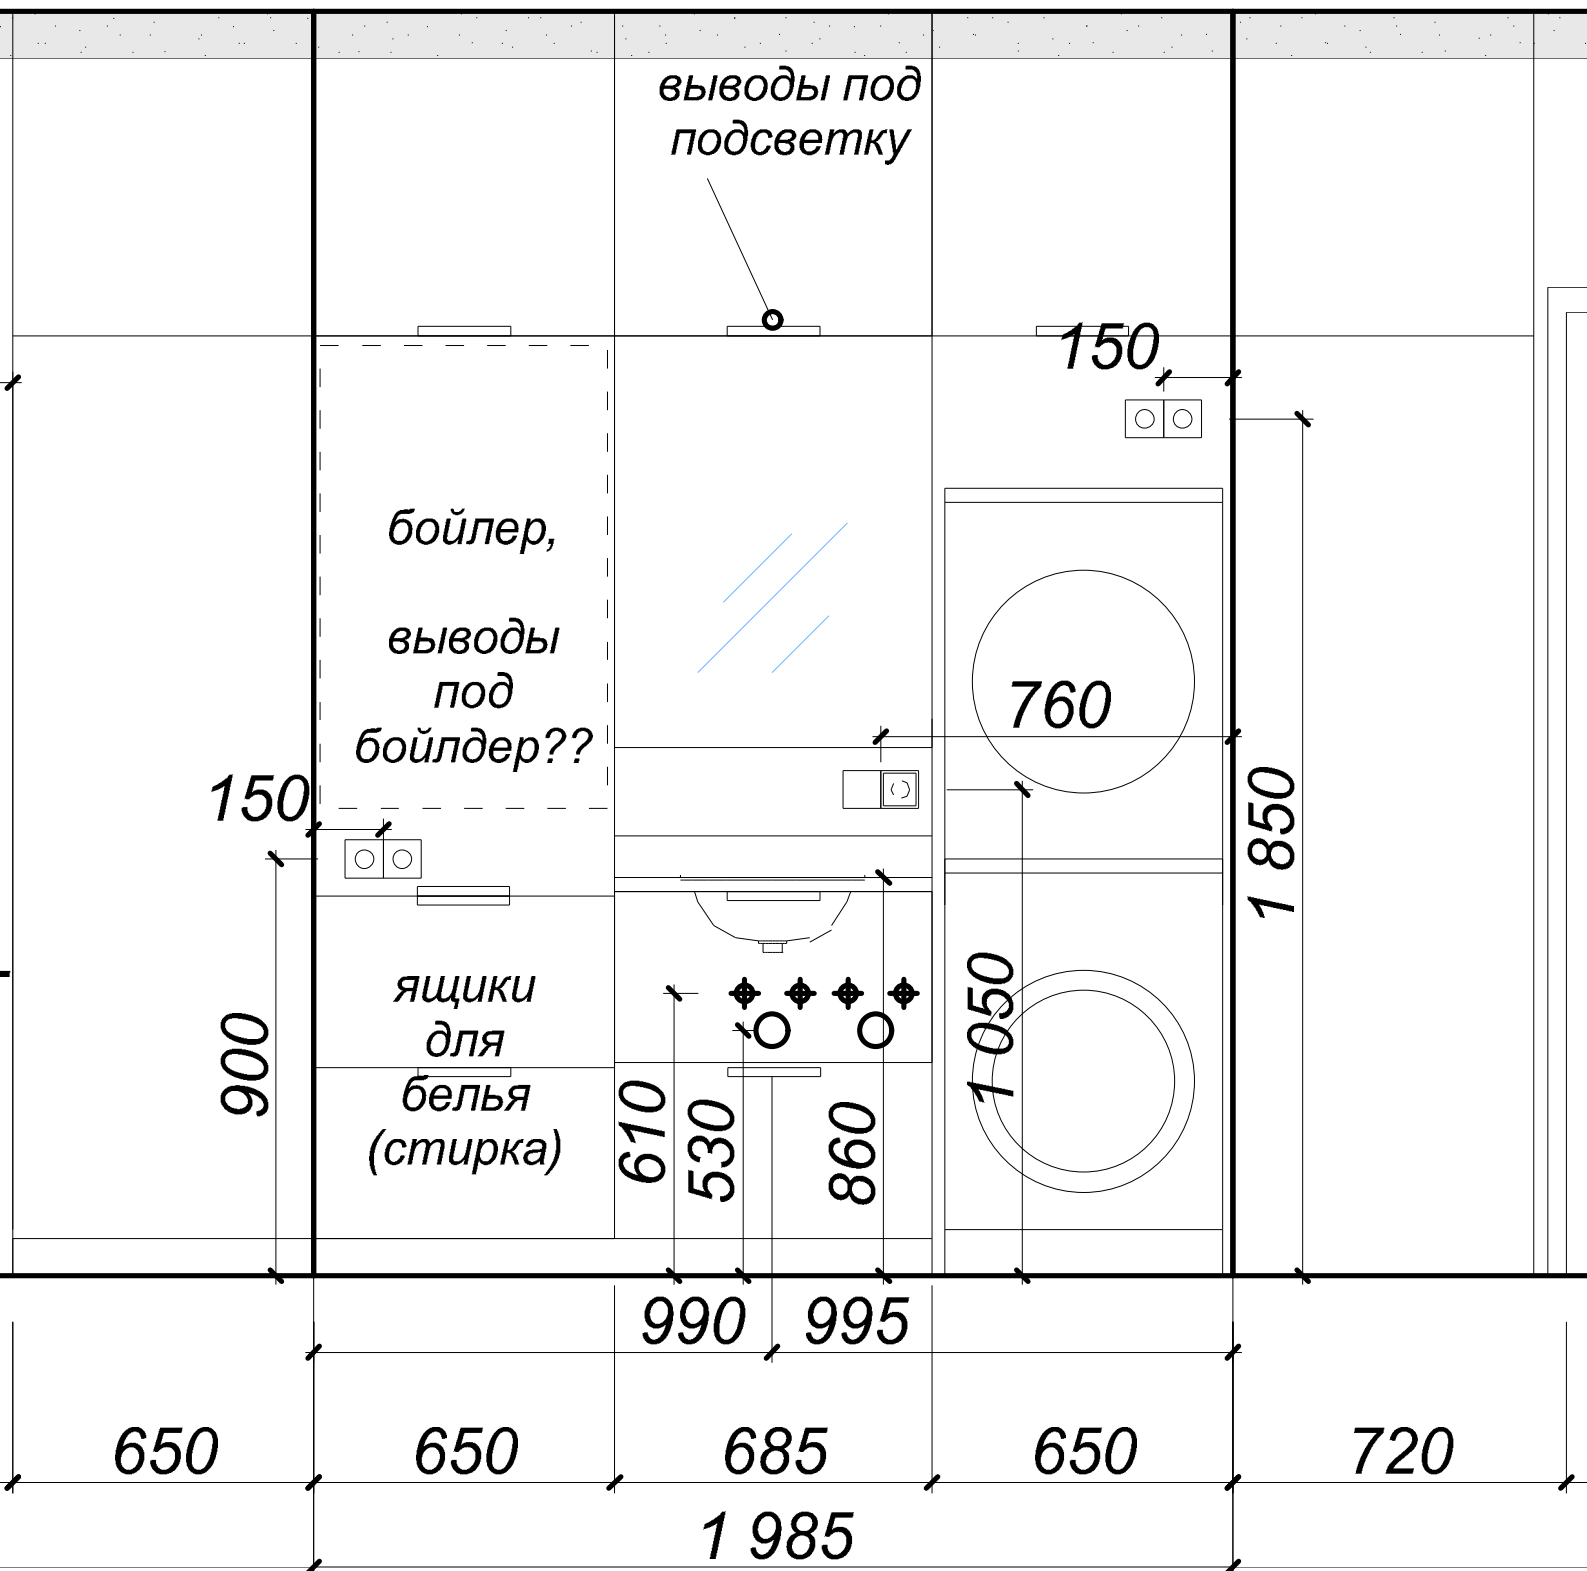 выводы под
подсветку
150
бойлер,
выводы
под
бойлдер??
760
150
1 850
ящики
для
белья
(стирка)
900
610
530
860
1 050
990
995
650
650
685
650
720
1 985